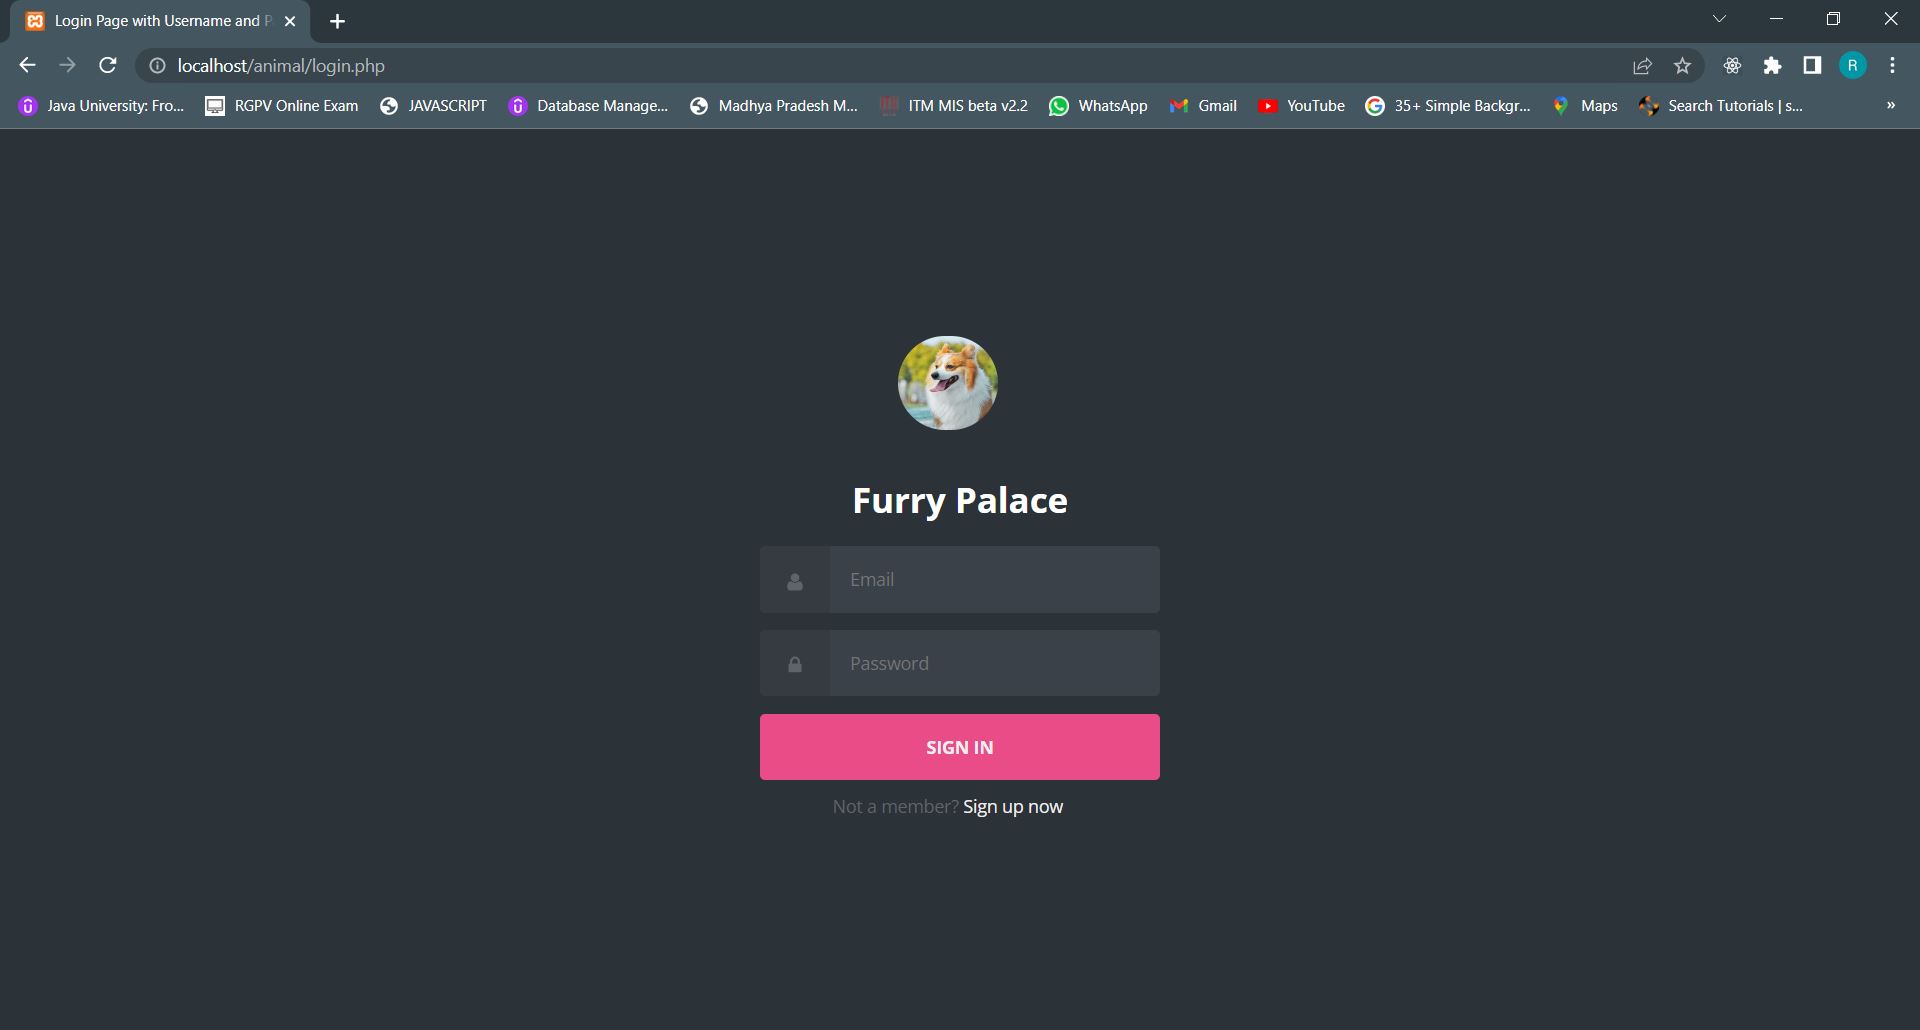 Login Page with Username and P
localhost/animal/login.php
R
Java University: Fro...
RGPV Online Exam
JAVASCRIPT
Database Manage...
Madhya Pradesh M...
ITM MIS beta v2.2
WhatsApp
Gmail
YouTube
35+ Simple Backgr...
Maps
Search Tutorials | s...
»
Furry Palace
Email
Password
SIGN IN
Not a member? Sign up now